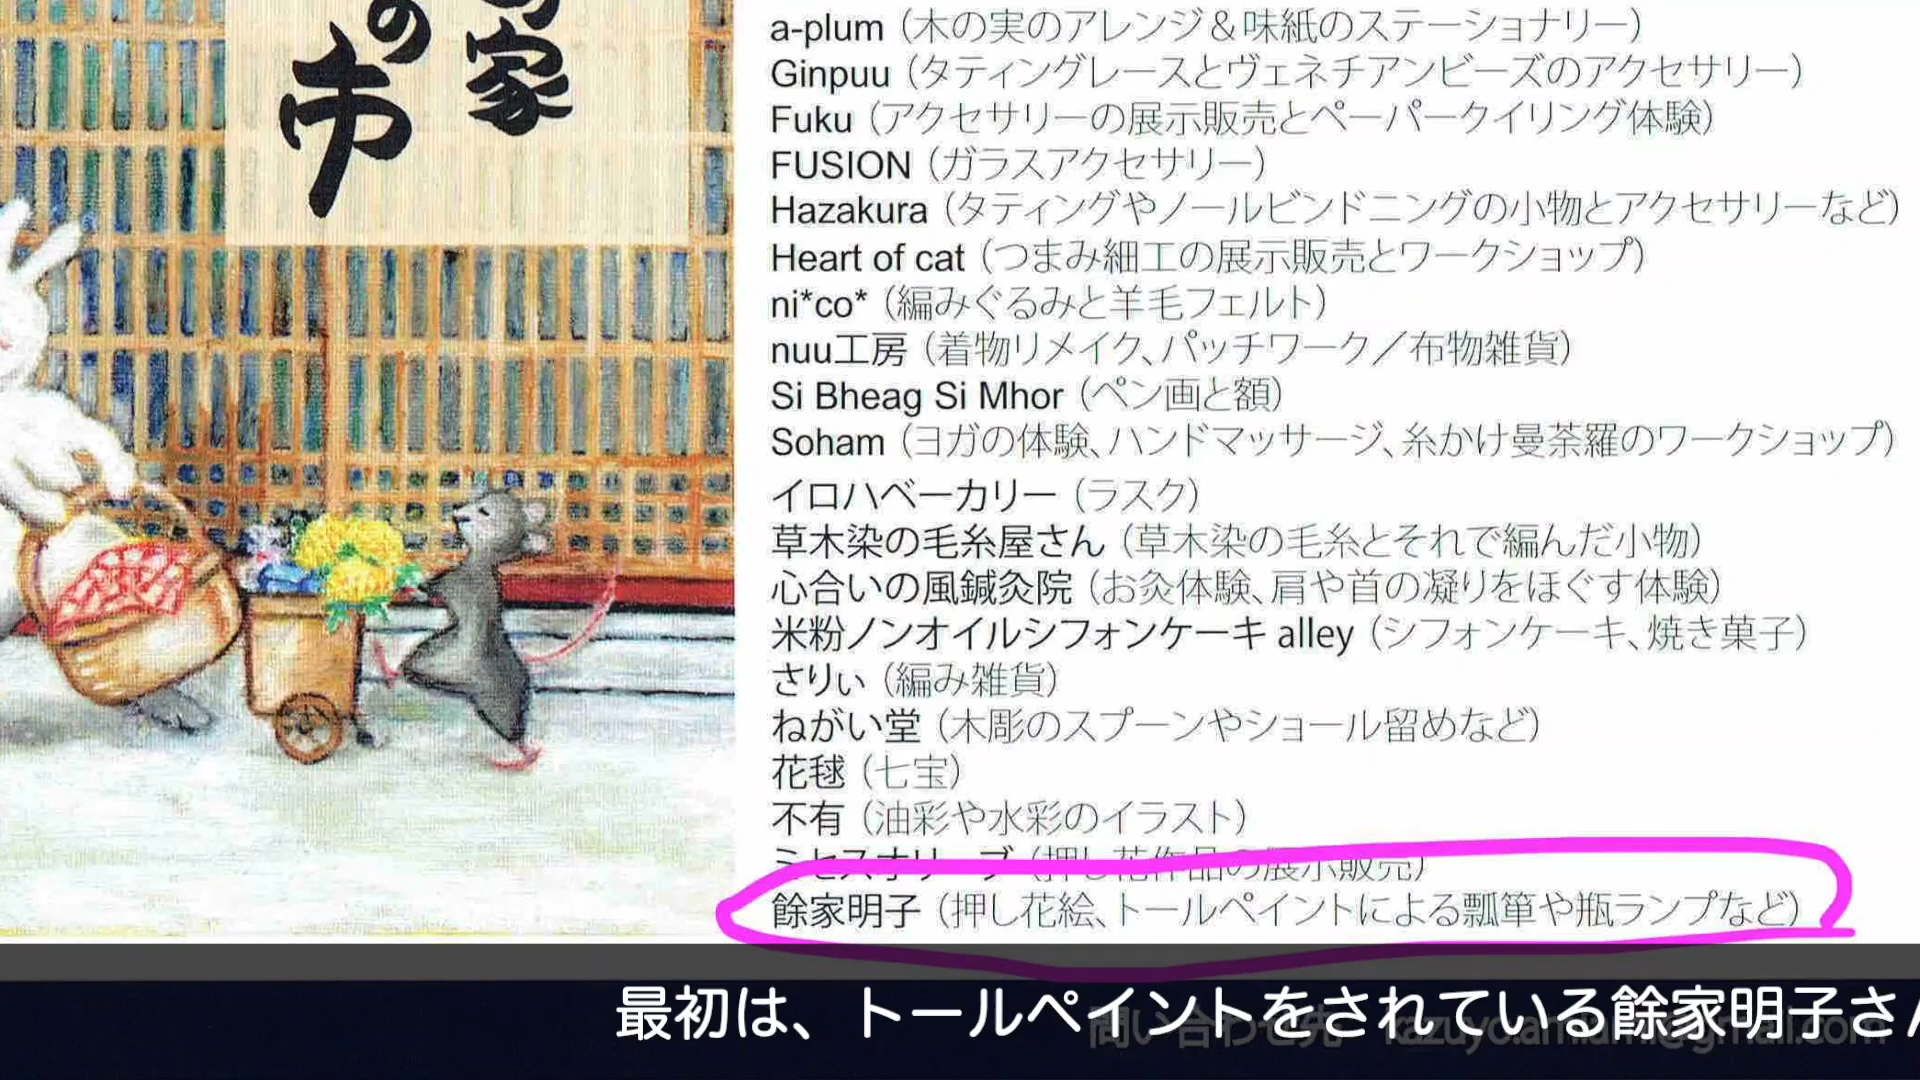 家
の
市
a-plum（木の実のアレンジ＆味紙のステーショナリー）
Ginpuu（タティングレースとヴェネチアンビーズのアクセサリー）
Fuku（アクセサリーの展示販売とペーパークイリング体験）
FUSION（ガラスアクセサリー）
Hazakura（タティングやノールビンドニングの小物とアクセサリーなど）
Heart of cat（つまみ細工の展示販売とワークショップ）
ni*co*（編みぐるみと羊毛フェルト）
nuu工房（着物リメイク、パッチワーク／布物雑貨）
Si Bheag Si Mhor（ペン画と額）
Soham（ヨガの体験、ハンドマッサージ、糸かけ曼荼羅のワークショップ）
イロハベーカリー（ラスク）
草木染の毛糸屋さん（草木染の毛糸とそれで編んだ小物）
心合いの風鍼灸院（お灸体験、肩や首の凝りをほぐす体験）
米粉ノンオイルシフォンケーキ alley（シフォンケーキ、焼き菓子）
さりぃ（編み雑貨）
ねがい堂（木彫のスプーンやショール留めなど）
花毬（七宝）
不有（油彩や水彩のイラスト）
ミヒスオリーブ（押し花作品の展示販売）
餘家明子（押し花絵、トールペイントによる瓢箪や瓶ランプなど）
最初は、トールペイントをされている餘家明子さん